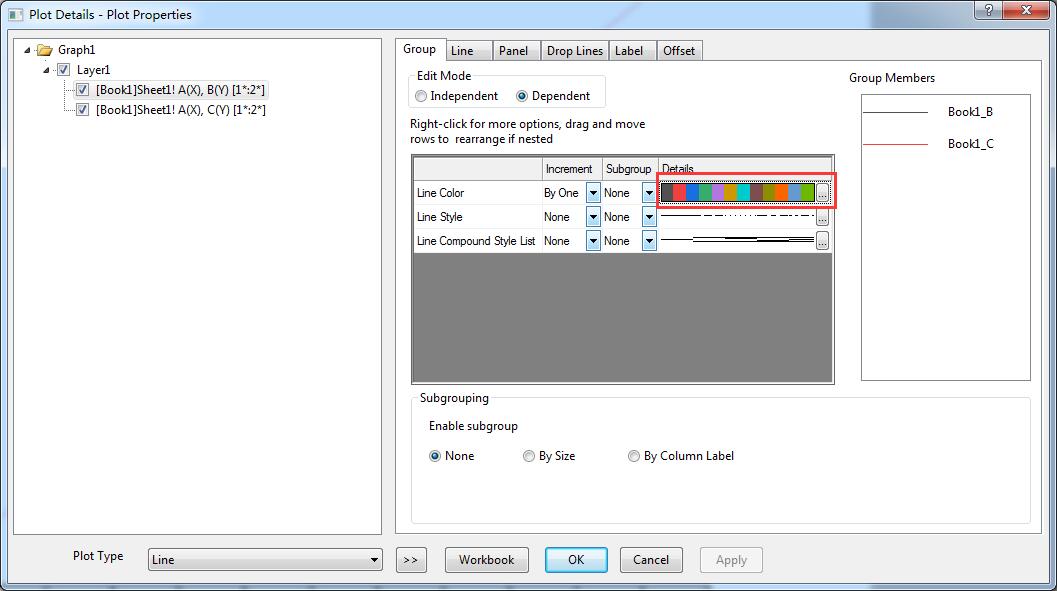 Plot Details - Plot Properties
?
Graph1
Layer1
[Book1]Sheet1! A(X), B(Y) [1*:2*]
[Book1]Sheet1! A(X), C(Y) [1*:2*]
Group Line Panel Drop Lines Label Offset
Edit Mode
Independent Dependent
Right-click for more options, drag and move
rows to rearrange if nested
Increment Subgroup Details
Line Color By One None ...
Line Style None None ...
Line Compound Style List None None ...
Group Members
Book1_B
Book1_C
Subgrouping
Enable subgroup
None By Size By Column Label
Plot Type Line >> Workbook OK Cancel Apply